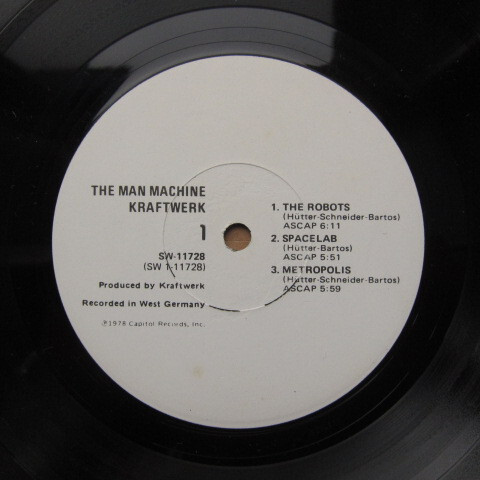 THE MAN MACHINE
KRAFTWERK
1
SW-11728
(SW 1-11728)
Produced by Kraftwerk
Recorded in West Germany
℗1978 Capitol Records, Inc.
1. THE ROBOTS
(Hütter-Schneider-Bartos)
ASCAP 6:11
2. SPACELAB
(Hütter-Bartos)
ASCAP 5:51
3. METROPOLIS
(Hütter-Schneider-Bartos)
ASCAP 5:59